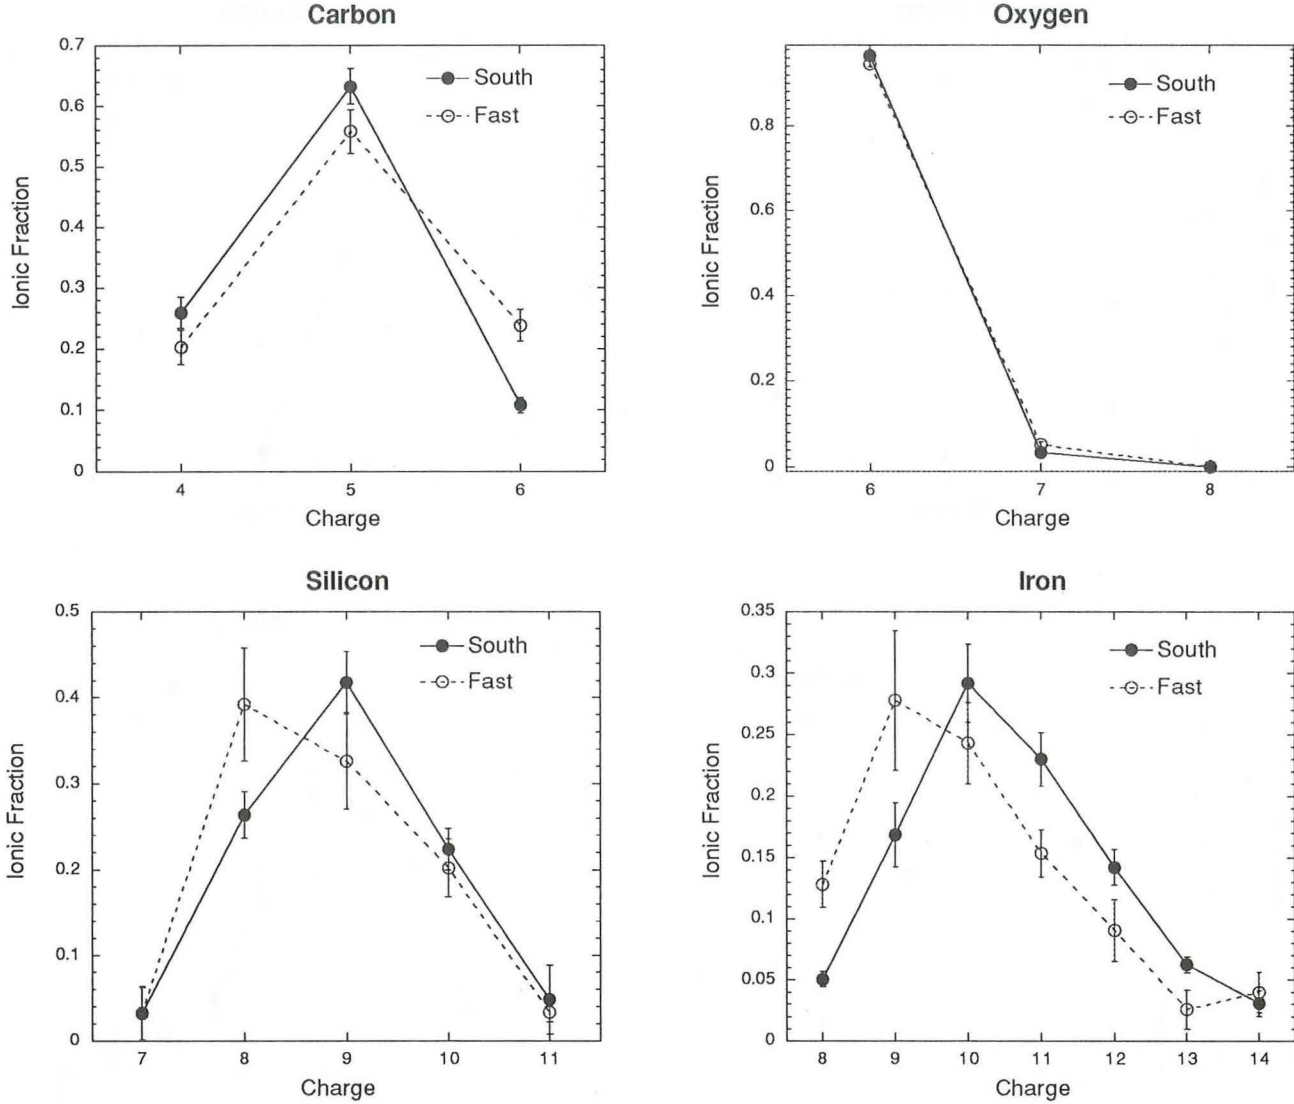 Carbon
0.7
0.6
0.5
0.4
0.3
0.2
0.1
0
Ionic Fraction
South
Fast
4 5 6
Charge
Oxygen
0.8
0.6
0.4
0.2
0
Ionic Fraction
South
Fast
6 7 8
Charge
Silicon
0.5
0.4
0.3
0.2
0.1
0
Ionic Fraction
South
Fast
7 8 9 10 11
Charge
Iron
0.35
0.3
0.25
0.2
0.15
0.1
0.05
0
Ionic Fraction
South
Fast
8 9 10 11 12 13 14
Charge